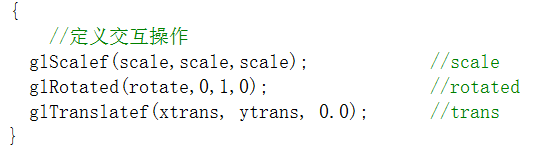 {
//定义交互操作
glScalef(scale,scale,scale); //scale
glRotated(rotate,0,1,0); //rotated
glTranslatef(xtrans, ytrans, 0.0); //trans
}